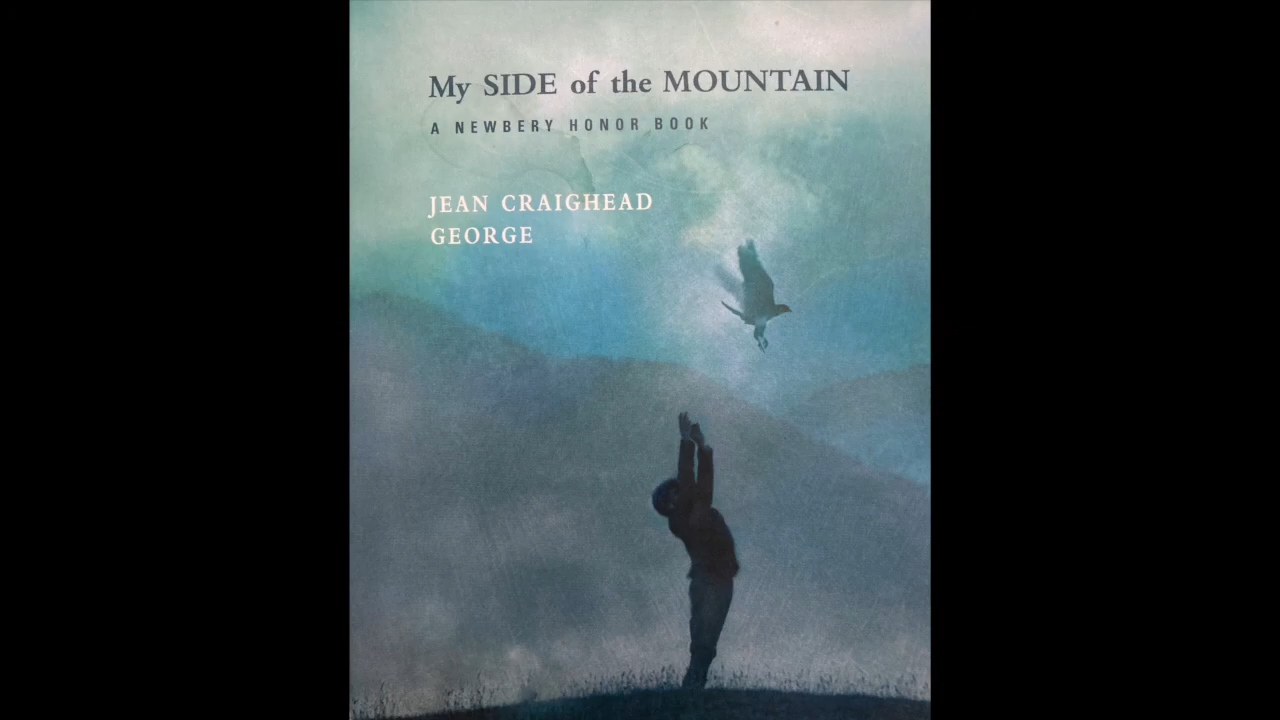 My SIDE of the MOUNTAIN
A NEWBERY HONOR BOOK
JEAN CRAIGHEAD
GEORGE